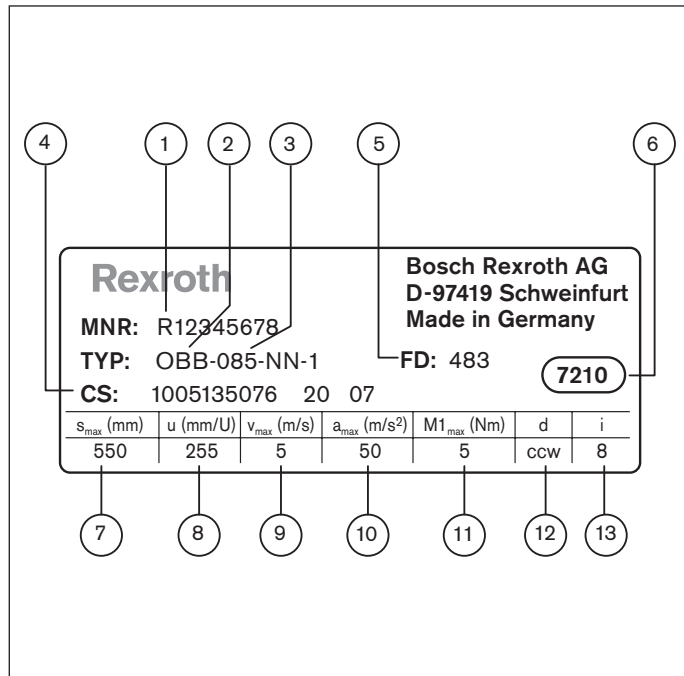 4 1 2 3 5 6
Rexroth
Bosch Rexroth AG
D-97419 Schweinfurt
Made in Germany
MNR: R12345678
TYP: OBB-085-NN-1 FD: 483
7210
CS: 1005135076 20 07
smax (mm) u (mm/U) vmax (m/s) amax (m/s²) M1max (Nm) d i
550 255 5 50 5 ccw 8
7 8 9 10 11 12 13